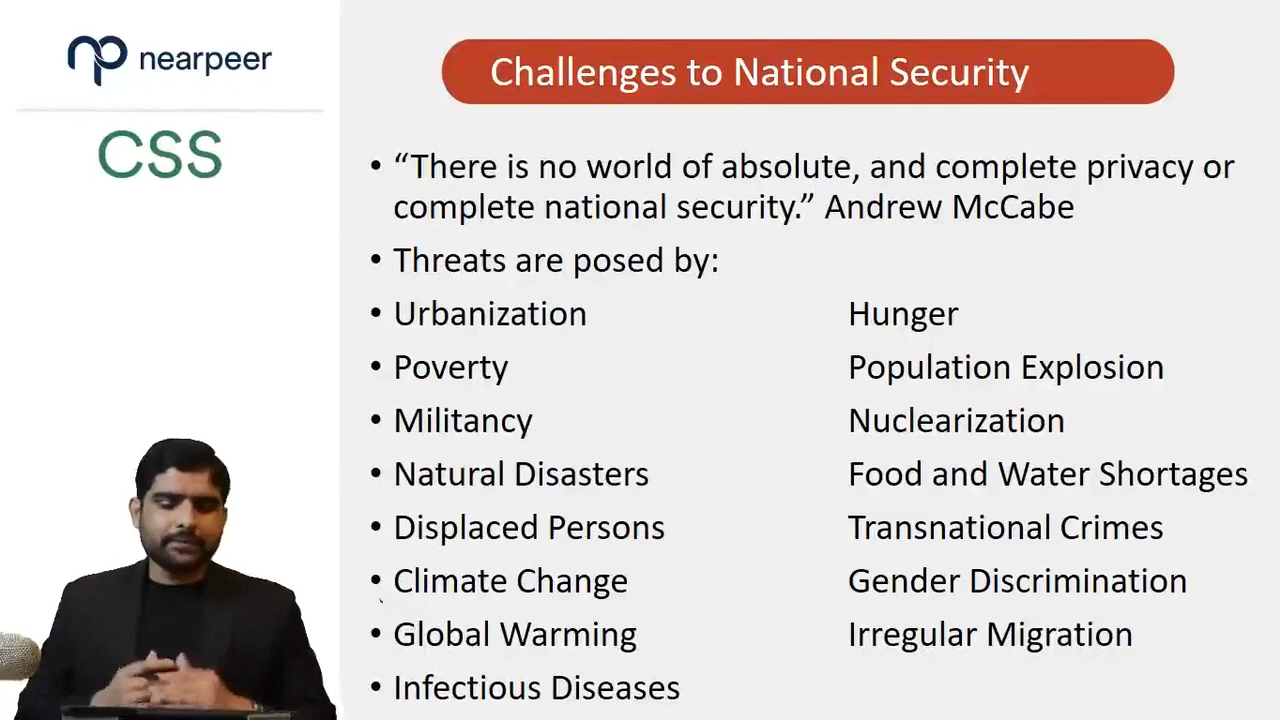 nearpeer
CSS
Challenges to National Security
• “There is no world of absolute, and complete privacy or
complete national security.” Andrew McCabe
• Threats are posed by:
• Urbanization Hunger
• Poverty Population Explosion
• Militancy Nuclearization
• Natural Disasters Food and Water Shortages
• Displaced Persons Transnational Crimes
• Climate Change Gender Discrimination
• Global Warming Irregular Migration
• Infectious Diseases